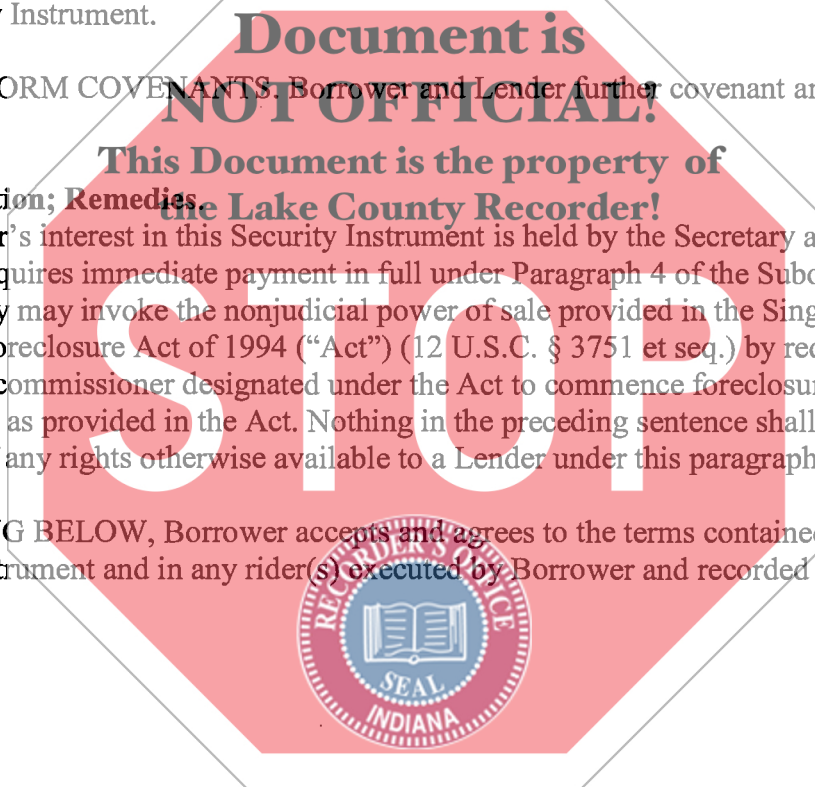 Instrument.
Document is
ORM COVENANTS. Borrower and Lender further covenant
NOT OFFICIAL!
This Document is the property of
ion; Remedies.
the Lake County Recorder!
r's interest in this Security Instrument is held by the Secretary
quires immediate payment in full under Paragraph 4 of the
y may invoke the nonjudicial power of sale provided in the
oreclosure Act of 1994 (“Act”) (12 U.S.C. § 3751 et seq.) by
commissioner designated under the Act to commence
as provided in the Act. Nothing in the preceding sentence shall
any rights otherwise available to a Lender under this paragraph
STOP
G BELOW, Borrower accepts and agrees to the terms contained
rument and in any rider(s) executed by Borrower and recorded
RECORDER'S OFFICE
SEAL
INDIANA